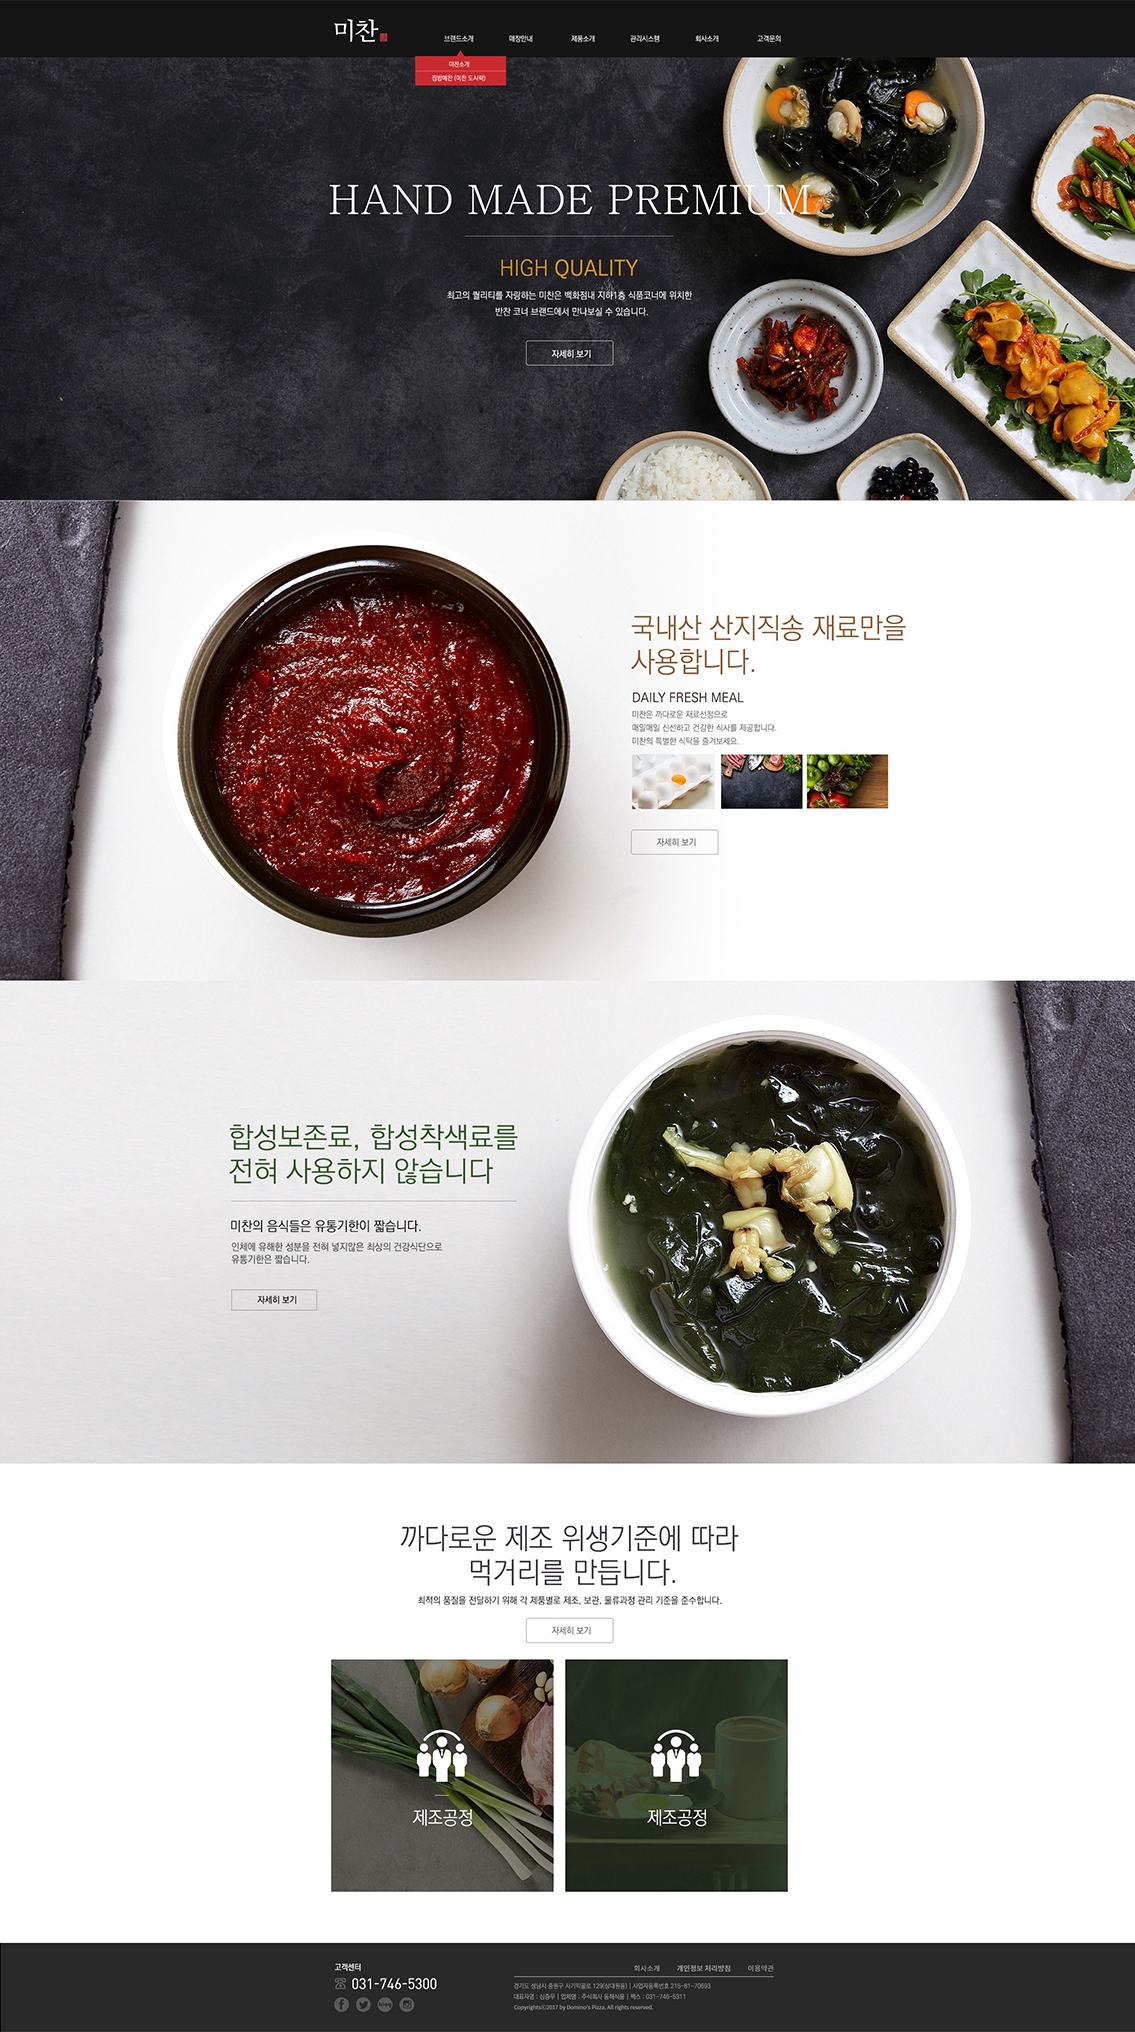 미찬
브랜드소개 매장안내 제품소개 관리시스템 회사소개 고객문의
미찬소개
집밥예찬 (미찬 도시락)
HAND MADE PREMIUM
HIGH QUALITY
최고의 퀄리티를 자랑하는 미찬은 백화점내 지하1층 식품코너에 위치한
반찬 코너 브랜드에서 만나보실 수 있습니다.
자세히 보기
국내산 산지직송 재료만을
사용합니다.
DAILY FRESH MEAL
미찬은 까다로운 재료선정으로
매일매일 신선하고 건강한 식사를 제공합니다.
미찬의 특별한 식탁을 즐겨보세요.
자세히 보기
합성보존료, 합성착색료를
전혀 사용하지 않습니다
미찬의 음식들은 유통기한이 짧습니다.
인체에 유해한 성분을 전혀 넣지않은 최상의 건강식단으로
유통기한은 짧습니다.
자세히 보기
까다로운 제조 위생기준에 따라
먹거리를 만듭니다.
최적의 품질을 전달하기 위해 각 제품별로 제조, 보관, 물류과정 관리 기준을 준수합니다.
자세히 보기
제조공정
제조공정
고객센터
031-746-5300
회사소개 개인정보 처리방침 이용약관
경기도 성남시 중원구 사기막골로 129(상대원동) | 사업자등록번호 215-81-70693
대표자명 : 심층무 | 업체명 : 주식회사 동해식품 | 팩스 : 031-746-5311
Copyrightsⓒ2017 by Domino's Pizza. All rights reserved.